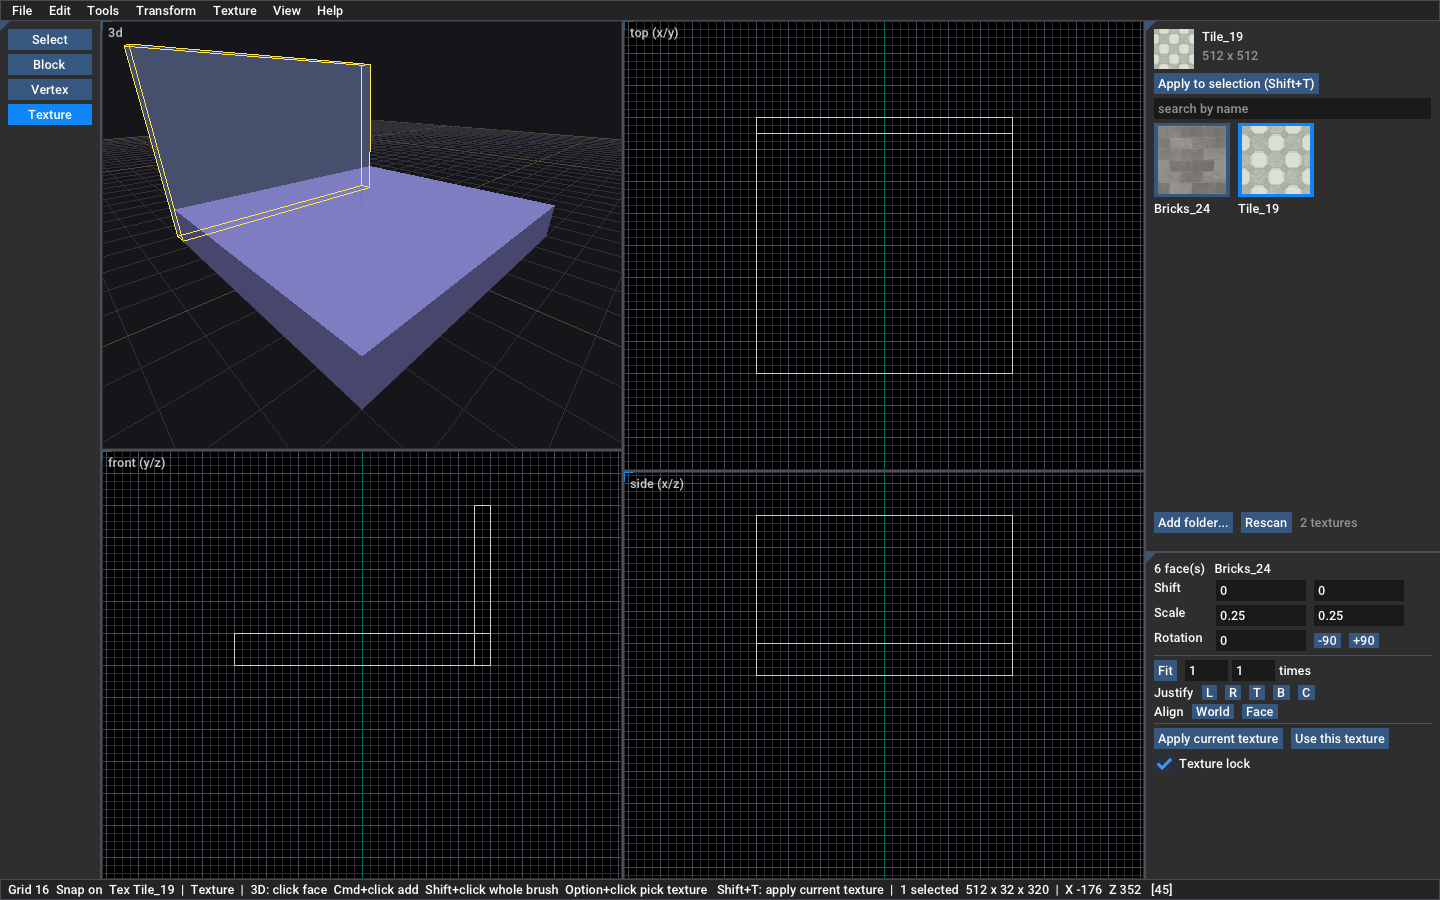 File Edit Tools Transform Texture View Help
Select
Block
Vertex
Texture
3d
top (x/y)
front (y/z)
side (x/z)
Tile_19
512 x 512
Apply to selection (Shift+T)
search by name
Bricks_24 Tile_19
Add folder... Rescan 2 textures
6 face(s) Bricks_24
Shift 0 0
Scale 0.25 0.25
Rotation 0 -90 +90
Fit 1 1 times
Justify L R T B C
Align World Face
Apply current texture Use this texture
Texture lock
Grid 16 Snap on Tex Tile_19 | Texture | 3D: click face Cmd+click add Shift+click whole brush Option+click pick texture Shift+T: apply current texture | 1 selected 512 x 32 x 320 | X -176 Z 352 [45]